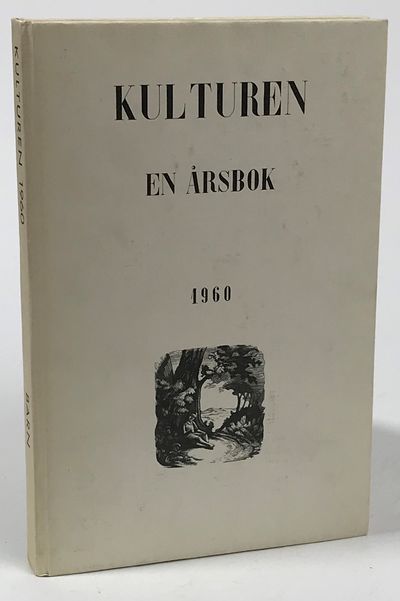 KULTUREN
EN ÅRSBOK
1960
KULTUREN 1960
BARN